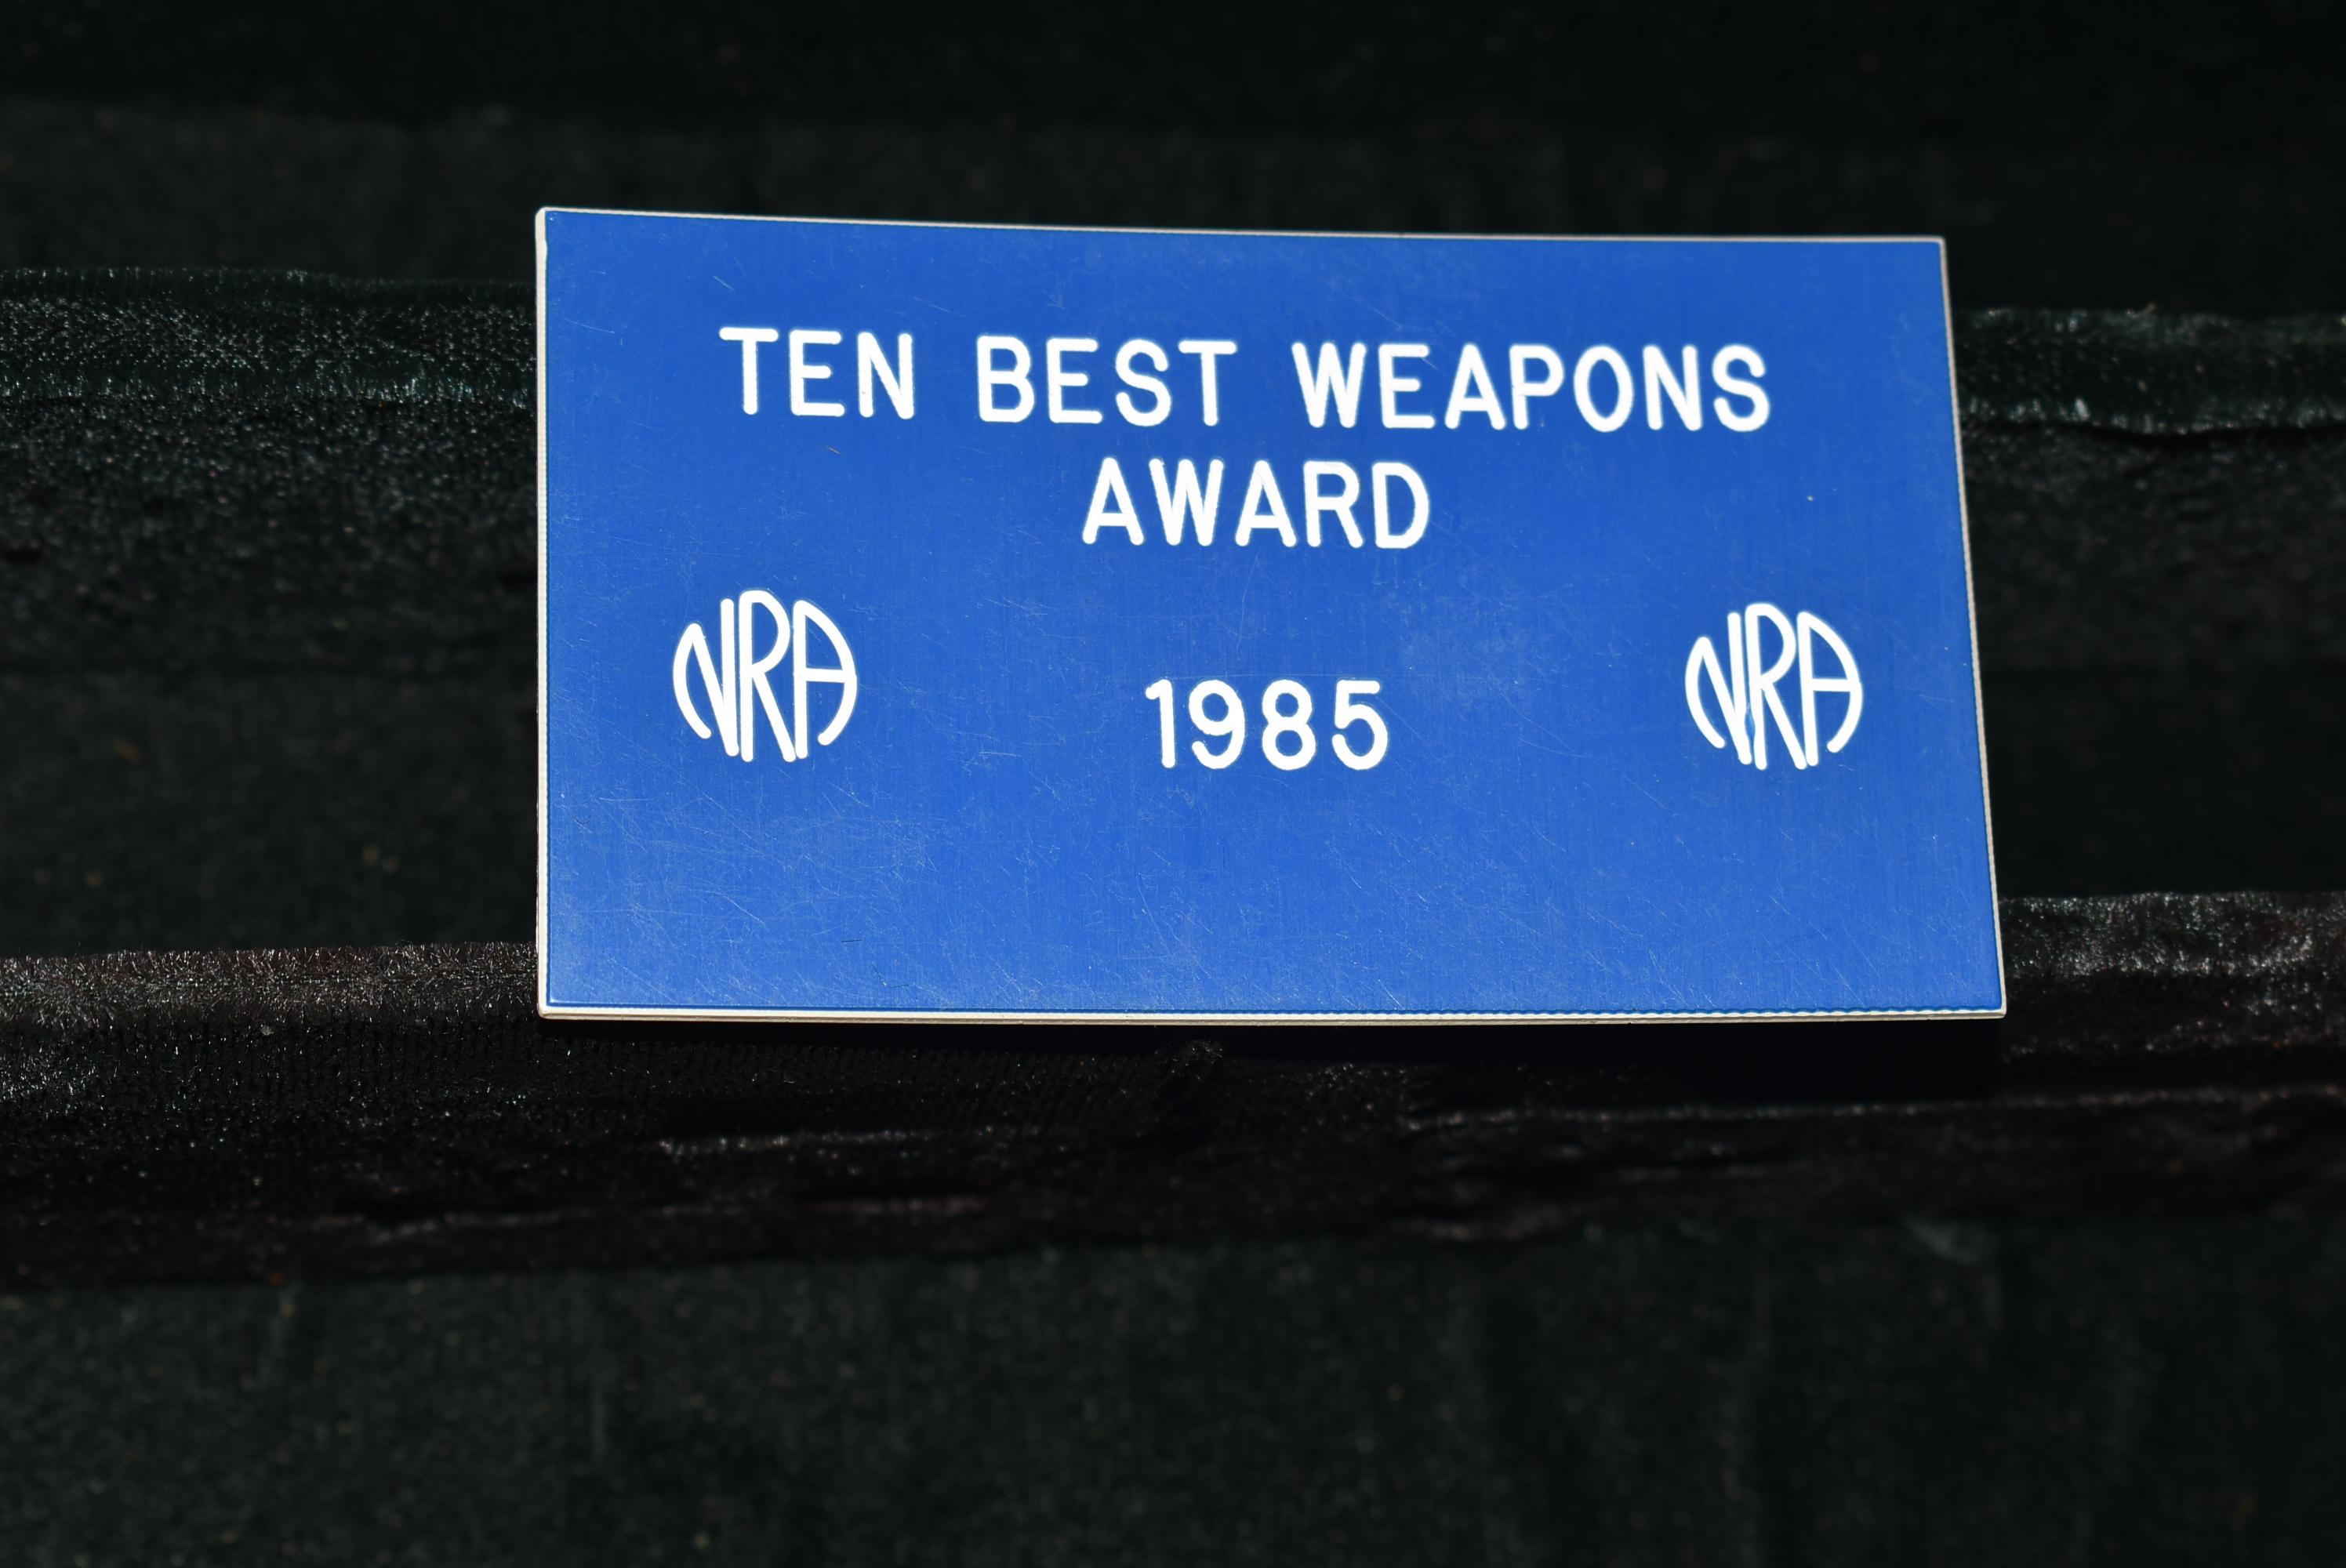 TEN BEST WEAPONS
AWARD
NRA
1985
NRA